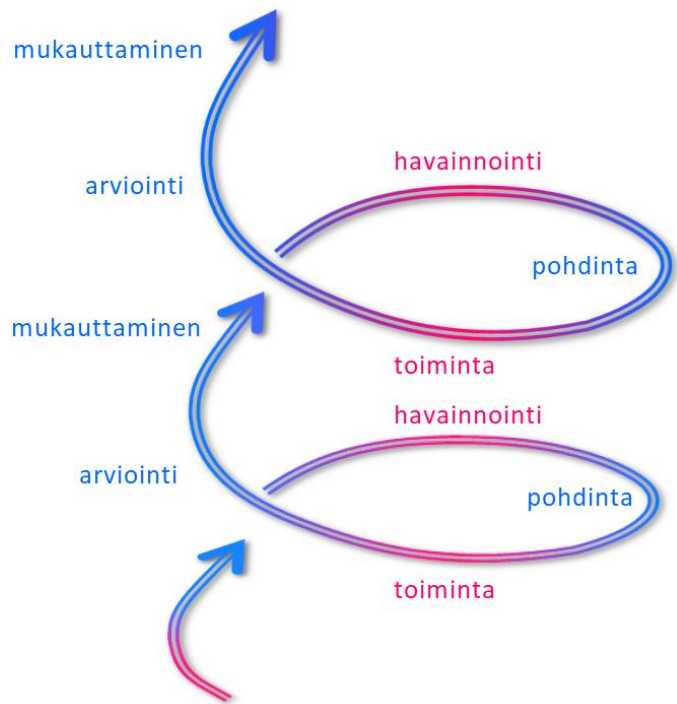 mukauttaminen
havainnointi
arviointi
pohdinta
mukauttaminen
toiminta
havainnointi
arviointi
pohdinta
toiminta